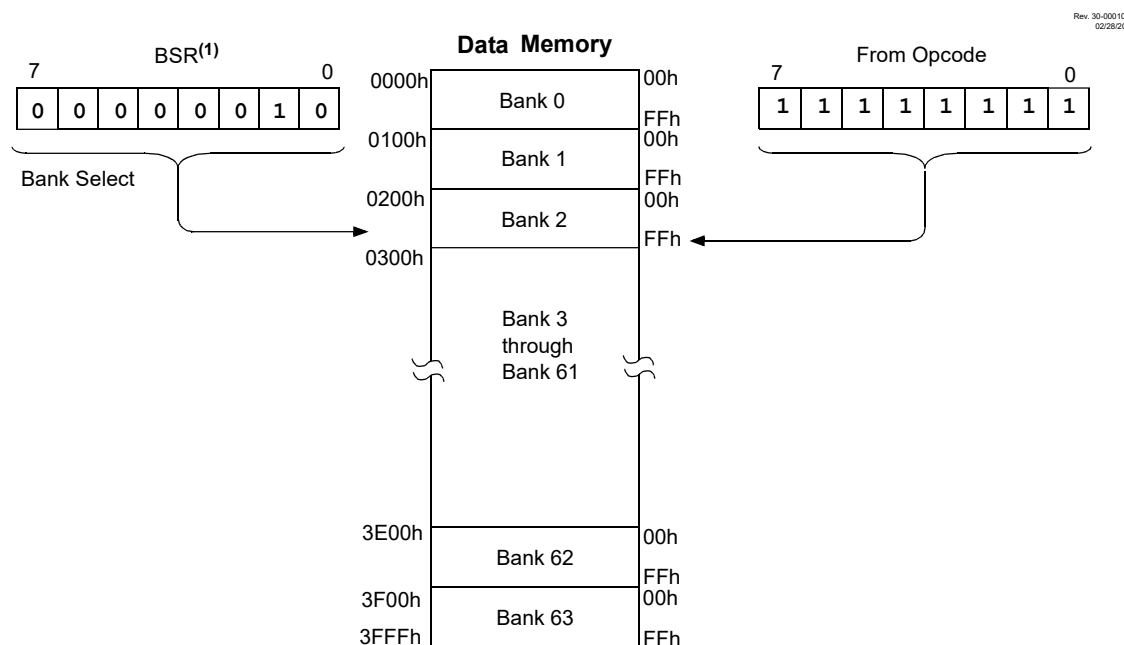 Rev. 30-00010
02/28/20
Data Memory
BSR(1)
7 0
0 0 0 0 0 0 1 0
Bank Select
From Opcode
7 0
1 1 1 1 1 1 1 1
0000h
Bank 0
00h
FFh
0100h
Bank 1
00h
FFh
0200h
Bank 2
00h
FFh
0300h
Bank 3
through
Bank 61
3E00h
Bank 62
00h
FFh
3F00h
Bank 63
00h
3FFFh
FFh